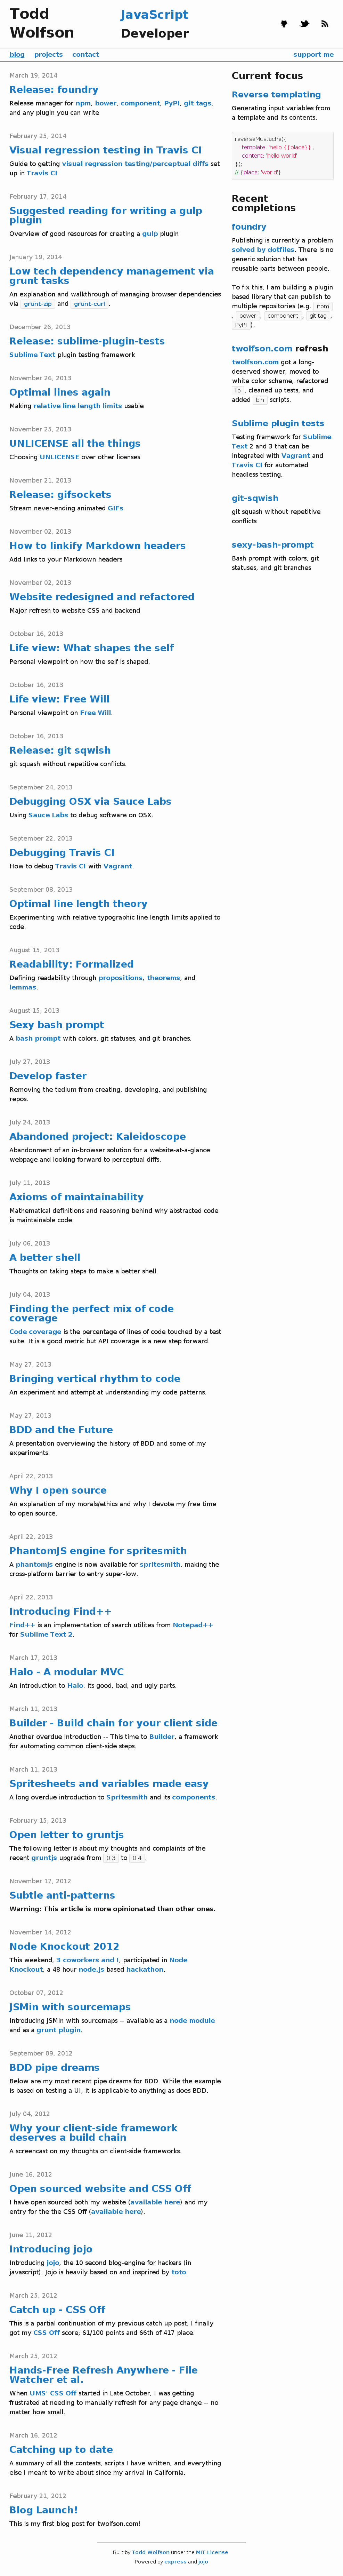 Todd
Wolfson
JavaScript
Developer
blog projects contact support me
March 19, 2014
Release: foundry
Release manager for npm, bower, component, PyPI, git tags,
and any plugin you can write
February 25, 2014
Visual regression testing in Travis CI
Guide to getting visual regression testing/perceptual diffs set
up in Travis CI
February 17, 2014
Suggested reading for writing a gulp
plugin
Overview of good resources for creating a gulp plugin
January 19, 2014
Low tech dependency management via
grunt tasks
An explanation and walkthrough of managing browser dependencies
via grunt-zip and grunt-curl.
December 26, 2013
Release: sublime-plugin-tests
Sublime Text plugin testing framework
November 26, 2013
Optimal lines again
Making relative line length limits usable
November 25, 2013
UNLICENSE all the things
Choosing UNLICENSE over other licenses
November 21, 2013
Release: gifsockets
Stream never-ending animated GIFs
November 02, 2013
How to linkify Markdown headers
Add links to your Markdown headers
November 02, 2013
Website redesigned and refactored
Major refresh to website CSS and backend
October 16, 2013
Life view: What shapes the self
Personal viewpoint on how the self is shaped.
October 16, 2013
Life view: Free Will
Personal viewpoint on Free Will.
October 16, 2013
Release: git sqwish
git squash without repetitive conflicts.
September 24, 2013
Debugging OSX via Sauce Labs
Using Sauce Labs to debug software on OSX.
September 22, 2013
Debugging Travis CI
How to debug Travis CI with Vagrant.
September 08, 2013
Optimal line length theory
Experimenting with relative typographic line length limits applied to
code.
August 15, 2013
Readability: Formalized
Defining readability through propositions, theorems, and
lemmas.
August 15, 2013
Sexy bash prompt
A bash prompt with colors, git statuses, and git branches.
July 27, 2013
Develop faster
Removing the tedium from creating, developing, and publishing
repos.
July 24, 2013
Abandoned project: Kaleidoscope
Abandonment of an in-browser solution for a website-at-a-glance
webpage and looking forward to perceptual diffs.
July 11, 2013
Axioms of maintainability
Mathematical definitions and reasoning behind why abstracted code
is maintainable code.
July 06, 2013
A better shell
Thoughts on taking steps to make a better shell.
July 04, 2013
Finding the perfect mix of code
coverage
Code coverage is the percentage of lines of code touched by a test
suite. It is a good metric but API coverage is a new step forward.
May 27, 2013
Bringing vertical rhythm to code
An experiment and attempt at understanding my code patterns.
May 27, 2013
BDD and the Future
A presentation overviewing the history of BDD and some of my
experiments.
April 22, 2013
Why I open source
An explanation of my morals/ethics and why I devote my free time
to open source.
April 22, 2013
PhantomJS engine for spritesmith
A phantomjs engine is now available for spritesmith, making the
cross-platform barrier to entry super-low.
April 22, 2013
Introducing Find++
Find++ is an implementation of search utilites from Notepad++
for Sublime Text 2.
March 17, 2013
Halo - A modular MVC
An introduction to Halo: its good, bad, and ugly parts.
March 11, 2013
Builder - Build chain for your client side
Another overdue introduction -- This time to Builder, a framework
for automating common client-side steps.
March 11, 2013
Spritesheets and variables made easy
A long overdue introduction to Spritesmith and its components.
February 15, 2013
Open letter to gruntjs
The following letter is about my thoughts and complaints of the
recent gruntjs upgrade from 0.3 to 0.4.
November 17, 2012
Subtle anti-patterns
Warning: This article is more opinionated than other ones.
November 14, 2012
Node Knockout 2012
This weekend, 3 coworkers and I, participated in Node
Knockout, a 48 hour node.js based hackathon.
October 07, 2012
JSMin with sourcemaps
Introducing JSMin with sourcemaps -- available as a node module
and as a grunt plugin.
September 09, 2012
BDD pipe dreams
Below are my most recent pipe dreams for BDD. While the example
is based on testing a UI, it is applicable to anything as does BDD.
July 04, 2012
Why your client-side framework
deserves a build chain
A screencast on my thoughts on client-side frameworks.
June 16, 2012
Open sourced website and CSS Off
I have open sourced both my website (available here) and my
entry for the the CSS Off (available here).
June 11, 2012
Introducing jojo
Introducing jojo, the 10 second blog-engine for hackers (in
javascript). Jojo is heavily based on and insprired by toto.
March 25, 2012
Catch up - CSS Off
This is a partial continuation of my previous catch up post. I finally
got my CSS Off score; 61/100 points and 66th of 417 place.
March 25, 2012
Hands-Free Refresh Anywhere - File
Watcher et al.
When UMS' CSS Off started in Late October, I was getting
frustrated at needing to manually refresh for any page change -- no
matter how small.
March 16, 2012
Catching up to date
A summary of all the contests, scripts I have written, and everything
else I meant to write about since my arrival in California.
February 21, 2012
Blog Launch!
This is my first blog post for twolfson.com!
Current focus
Reverse templating
Generating input variables from
a template and its contents.
reverseMustache({
template: 'hello {{place}}',
content: 'hello world'
});
// {place: 'world'}
Recent
completions
foundry
Publishing is currently a problem
solved by dotfiles. There is no
generic solution that has
reusable parts between people.
To fix this, I am building a plugin
based library that can publish to
multiple repositories (e.g. npm
, bower, component, git tag,
PyPI).
twolfson.com refresh
twolfson.com got a long-
deserved shower; moved to
white color scheme, refactored
lib, cleaned up tests, and
added bin scripts.
Sublime plugin tests
Testing framework for Sublime
Text 2 and 3 that can be
integrated with Vagrant and
Travis CI for automated
headless testing.
git-sqwish
git squash without repetitive
conflicts
sexy-bash-prompt
Bash prompt with colors, git
statuses, and git branches
Built by Todd Wolfson under the MIT License
Powered by express and jojo